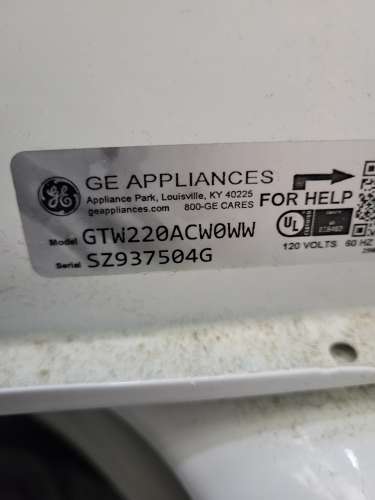 GE APPLIANCES
Appliance Park, Louisville, KY 40225
geappliances.com 800-GE CARES
FOR HELP
Model GTW220ACW0WW
Serial SZ937504G
UL
120 VOLTS 60 HZ